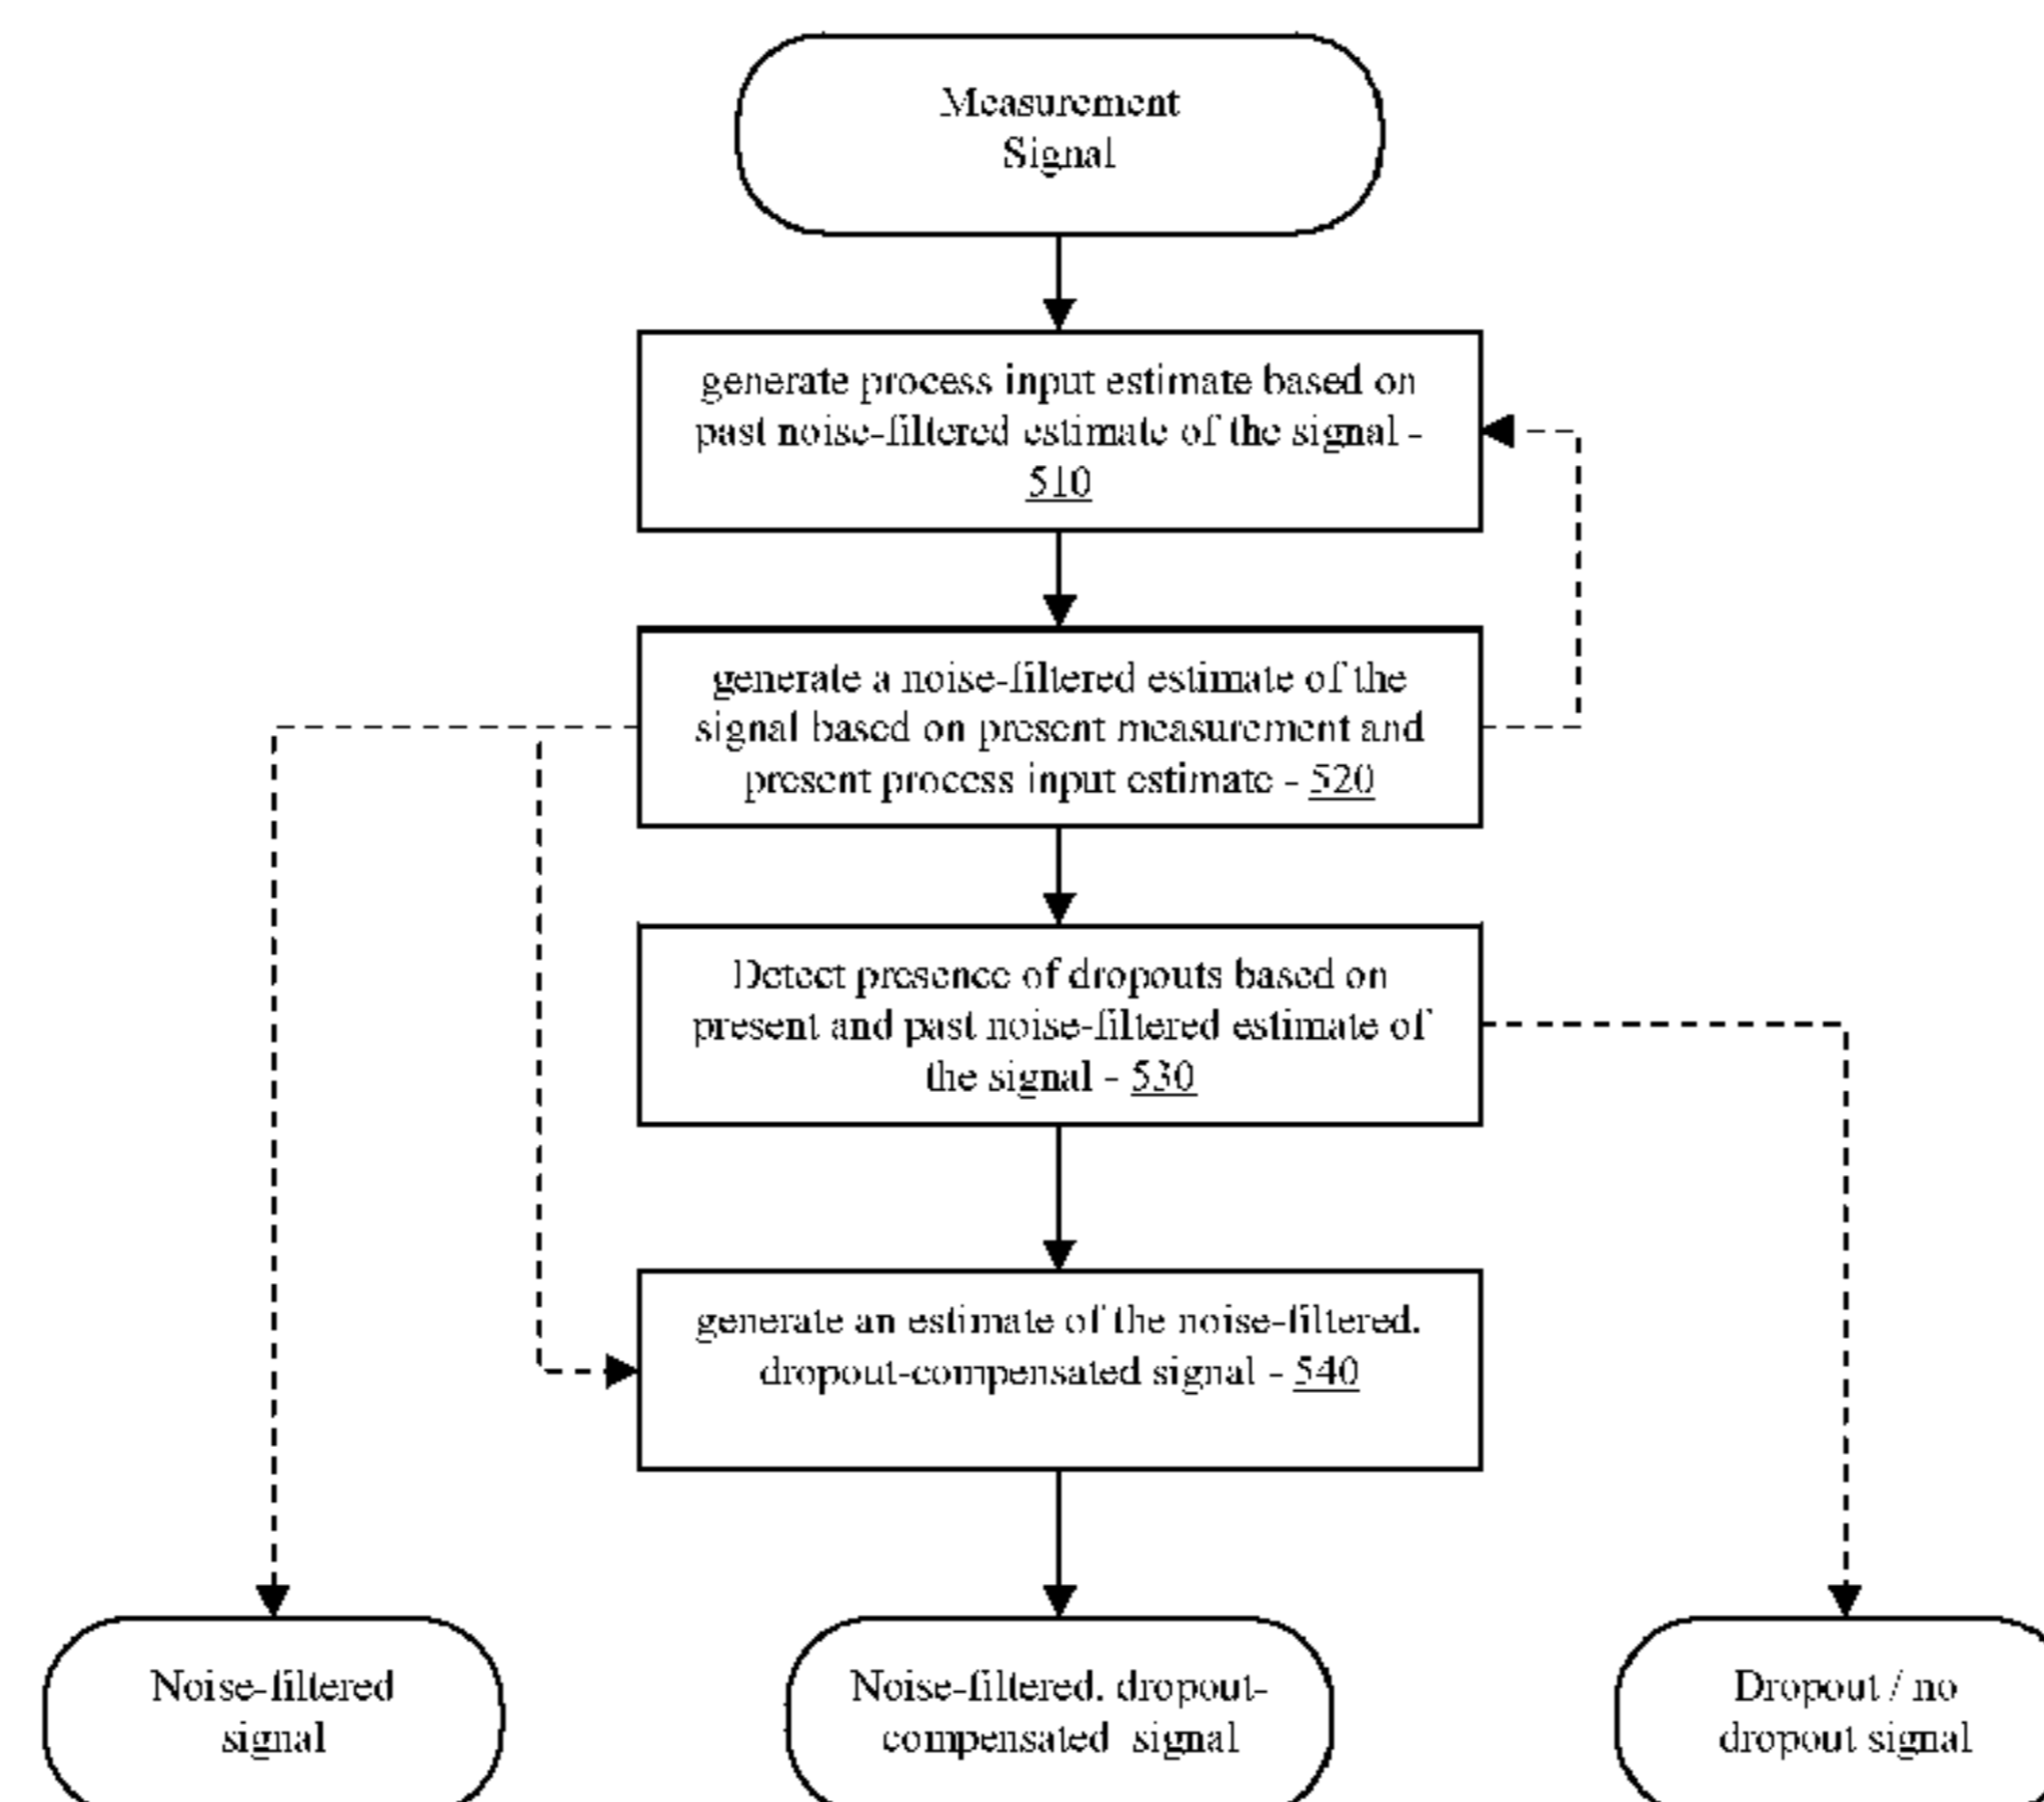 Measurement
Signal
generate process input estimate based on
past noise-filtered estimate of the signal -
510
generate a noise-filtered estimate of the
signal based on present measurement and
present process input estimate - 520
Detect presence of dropouts based on
present and past noise-filtered estimate of
the signal - 530
generate an estimate of the noise-filtered.
dropout-compensated signal - 540
Noise-filtered
signal
Noise-filtered. dropout-
compensated signal
Dropout / no
dropout signal